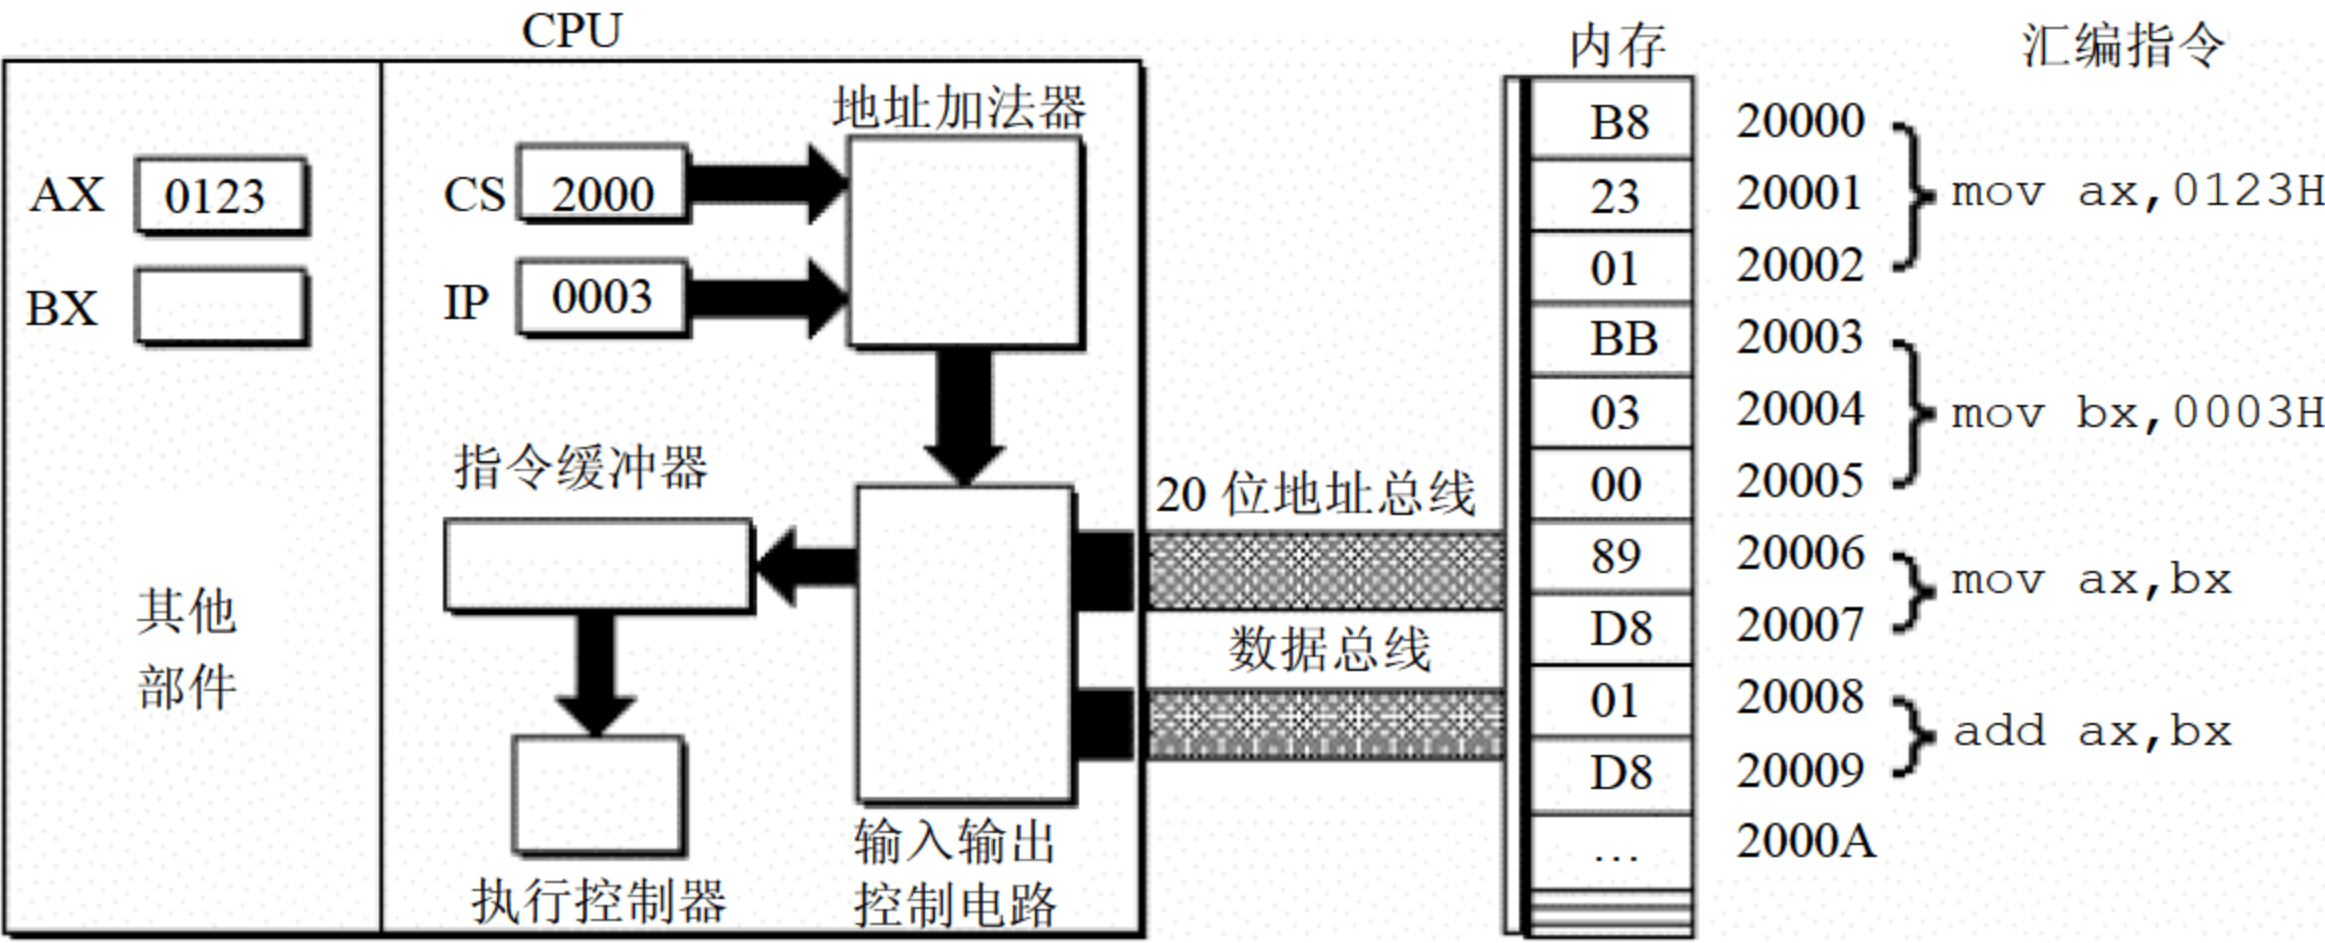 CPU
AX 0123
BX
其他
部件
地址加法器
CS 2000
IP 0003
指令缓冲器
执行控制器
输入输出
控制电路
20 位地址总线
数据总线
内存 汇编指令
B8 20000
23 20001 mov ax,0123H
01 20002
BB 20003
03 20004 mov bx,0003H
00 20005
89 20006
mov ax,bx
D8 20007
01 20008
add ax,bx
D8 20009
… 2000A